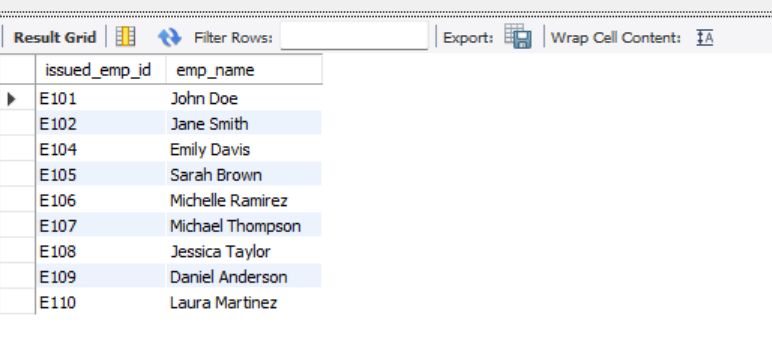 Result Grid Filter Rows: Export: Wrap Cell Content: IA
issued_emp_id emp_name
E101 John Doe
E102 Jane Smith
E104 Emily Davis
E105 Sarah Brown
E106 Michelle Ramirez
E107 Michael Thompson
E108 Jessica Taylor
E109 Daniel Anderson
E110 Laura Martinez